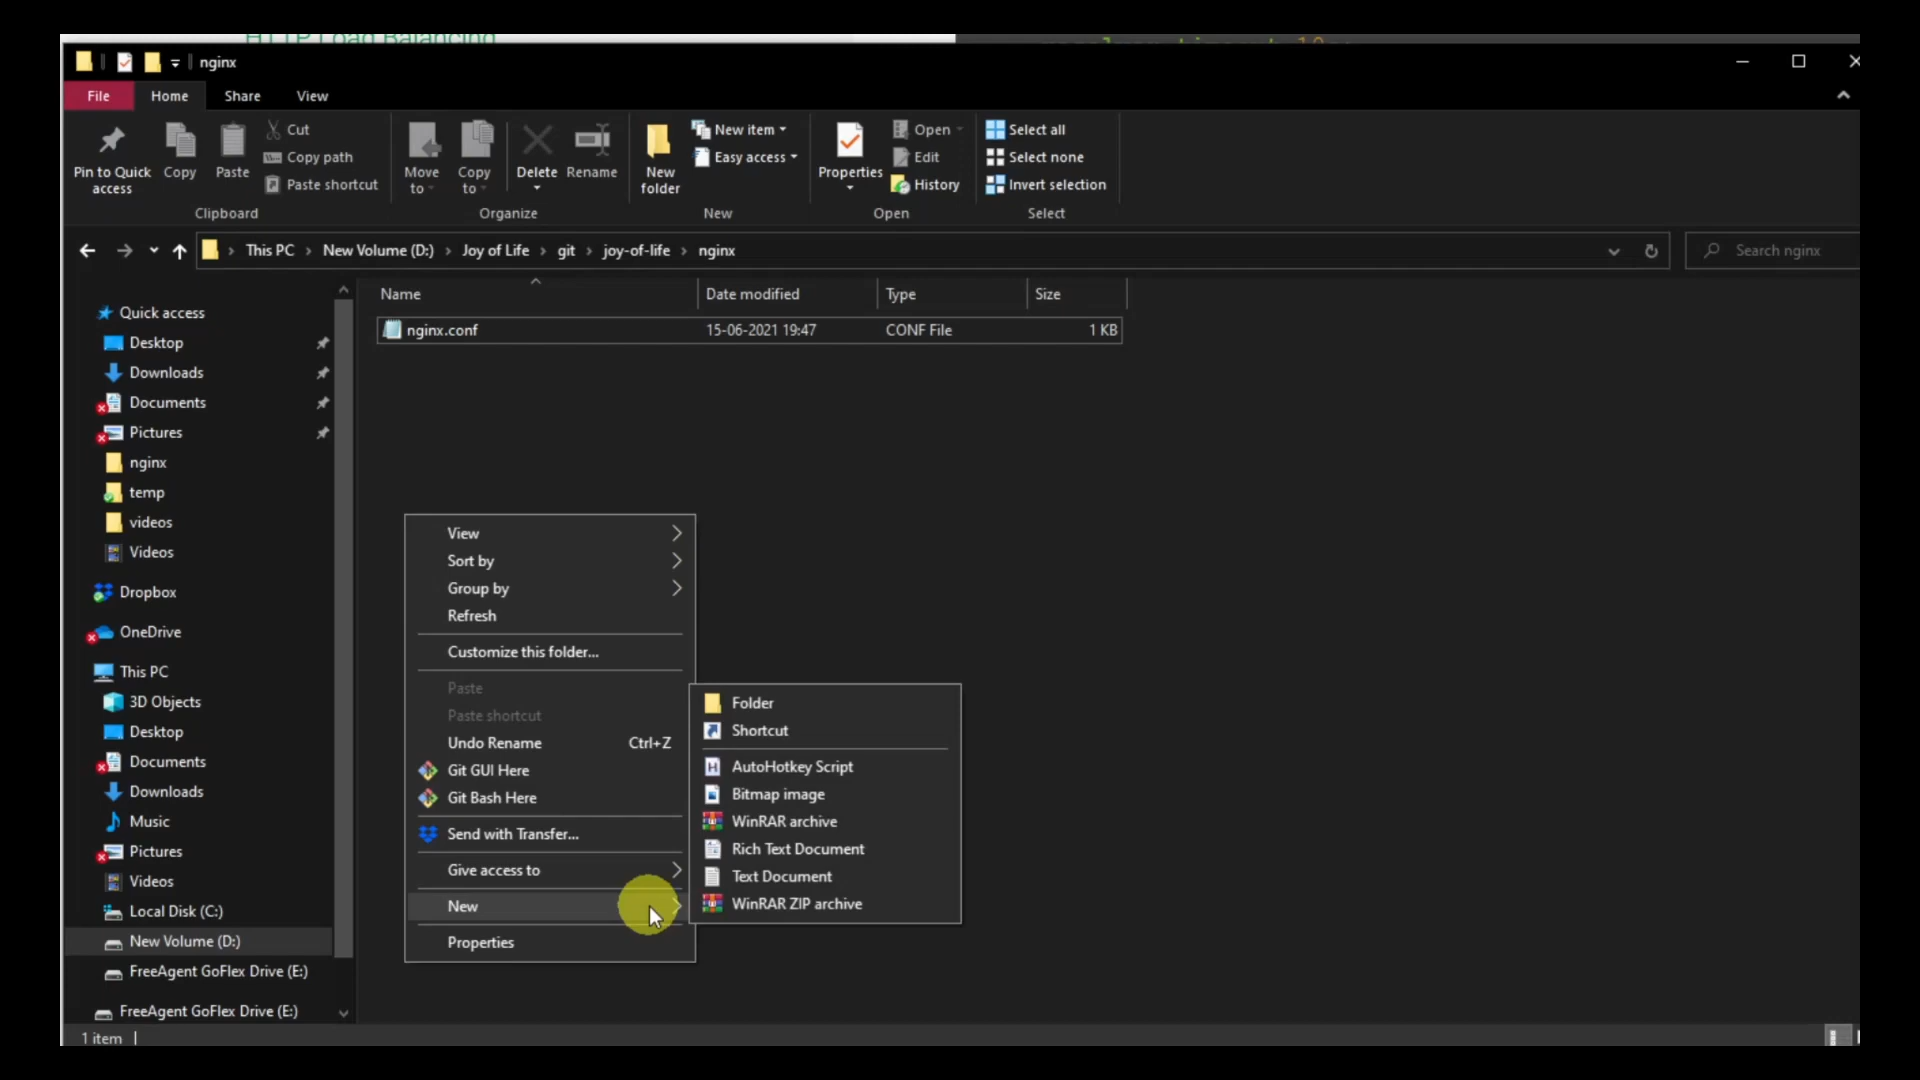 HTTP Load Balancing
nginx
File Home Share View
Pin to Quick access
Copy
Paste
Cut
Copy path
Paste shortcut
Clipboard
Move to
Copy to
Delete
Rename
Organize
New folder
New item
Easy access
New
Properties
Open
Edit
History
Open
Select all
Select none
Invert selection
Select
This PC > New Volume (D:) > Joy of Life > git > joy-of-life > nginx
Search nginx
Name Date modified Type Size
nginx.conf 15-06-2021 19:47 CONF File 1 KB
Quick access
Desktop
Downloads
Documents
Pictures
nginx
temp
videos
Videos
Dropbox
OneDrive
This PC
3D Objects
Desktop
Documents
Downloads
Music
Pictures
Videos
Local Disk (C:)
New Volume (D:)
FreeAgent GoFlex Drive (E:)
FreeAgent GoFlex Drive (E:)
View
Sort by
Group by
Refresh
Customize this folder...
Paste
Paste shortcut
Undo Rename Ctrl+Z
Git GUI Here
Git Bash Here
Send with Transfer...
Give access to
New
Properties
Folder
Shortcut
AutoHotkey Script
Bitmap image
WinRAR archive
Rich Text Document
Text Document
WinRAR ZIP archive
1 item